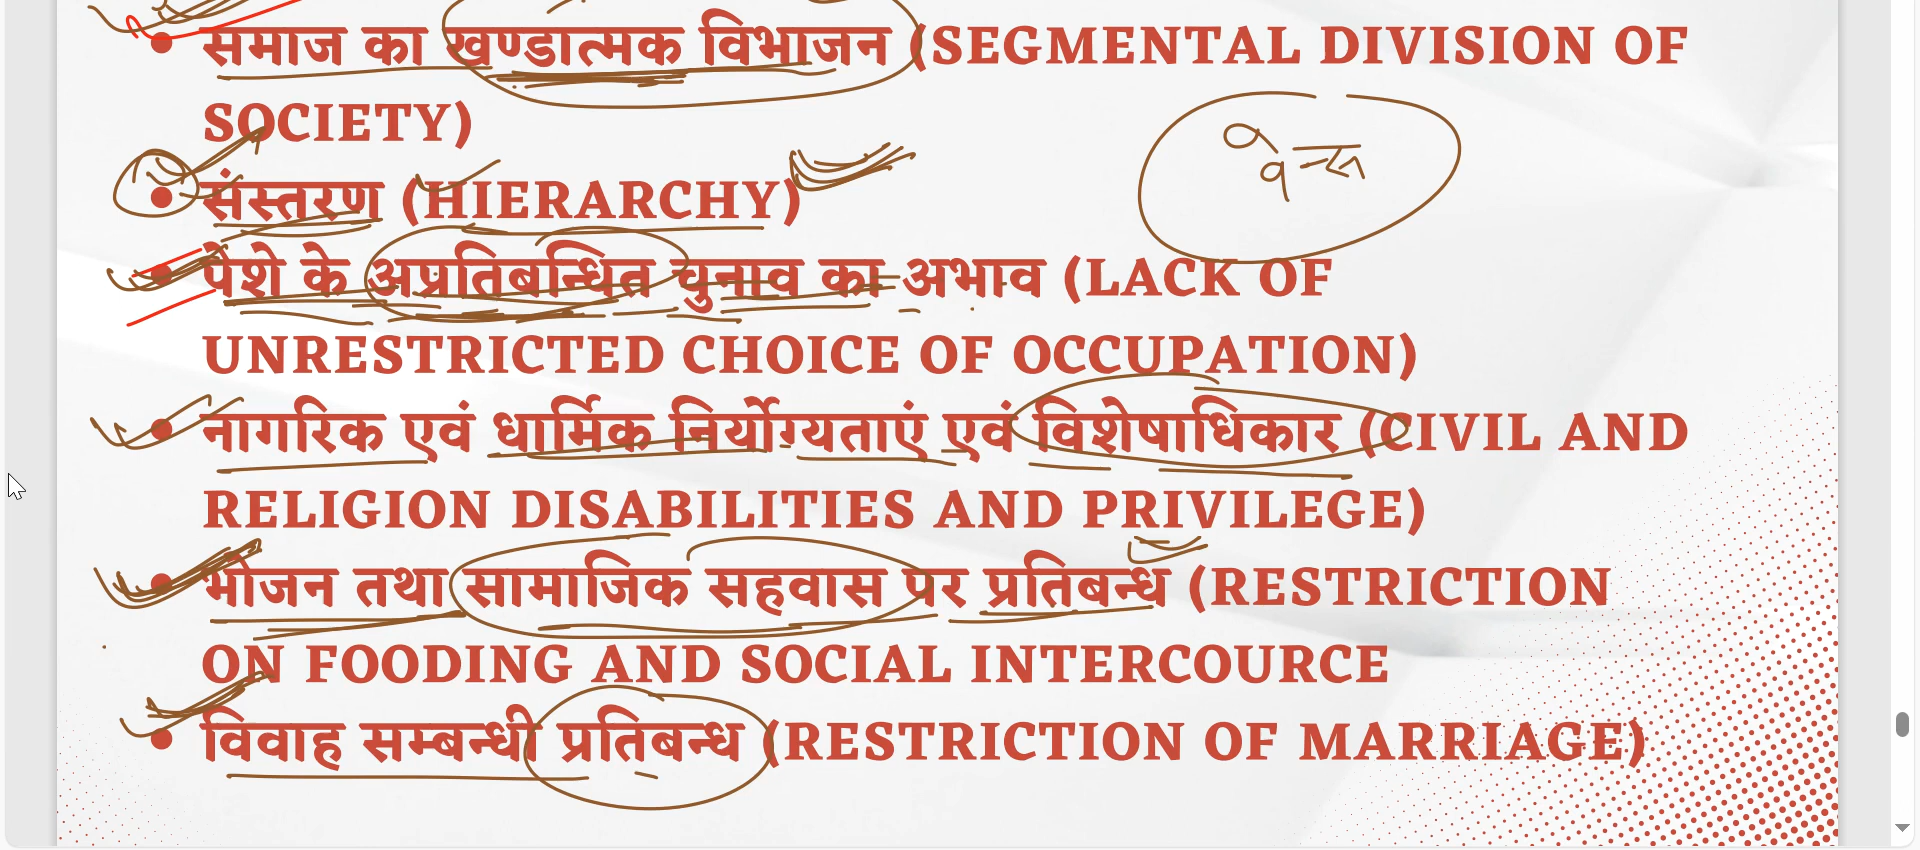 समाज का खण्डात्मक विभाजन (SEGMENTAL DIVISION OF
SOCIETY)
संस्तरण (HIERARCHY)
पेशे के अप्रतिबन्धित चुनाव का अभाव (LACK OF
UNRESTRICTED CHOICE OF OCCUPATION)
नागरिक एवं धार्मिक निर्योग्यताएं एवं विशेषाधिकार (CIVIL AND
RELIGION DISABILITIES AND PRIVILEGE)
भोजन तथा सामाजिक सहवास पर प्रतिबन्ध (RESTRICTION
ON FOODING AND SOCIAL INTERCOURCE
विवाह सम्बन्धी प्रतिबन्ध (RESTRICTION OF MARRIAGE)